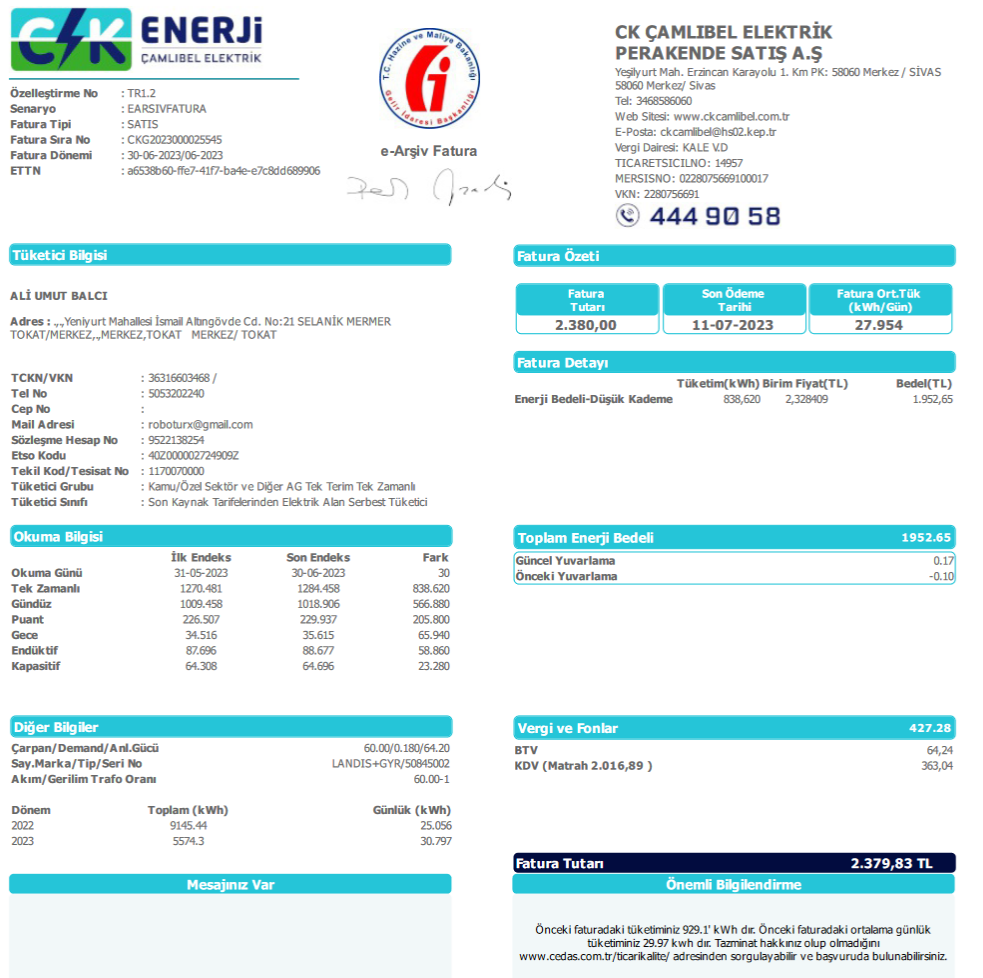 CK ENERJi
ÇAMLIBEL ELEKTRİK
Özelleştirme No : TR1.2
Senaryo : EARSIVFATURA
Fatura Tipi : SATIS
Fatura Sıra No : CKG2023000025545
Fatura Dönemi : 30-06-2023/06-2023
ETTN : a6538b60-ffe7-41f7-ba4e-e7c8dd689906
T.C. Hazine ve Maliye Bakanlığı
Gelir İdaresi Başkanlığı
e-Arşiv Fatura
CK ÇAMLIBEL ELEKTRİK
PERAKENDE SATIŞ A.Ş
Yeşilyurt Mah. Erzincan Karayolu 1. Km PK: 58060 Merkez / SİVAS
58060 Merkez/ Sivas
Tel: 3468586060
Web Sitesi: www.ckcamlibel.com.tr
E-Posta: ckcamlibel@hs02.kep.tr
Vergi Dairesi: KALE V.D
TICARETSICILNO: 14957
MERSISNO: 0228075669100017
VKN: 2280756691
444 90 58
Tüketici Bilgisi
ALİ UMUT BALCI
Adres : .,,,Yeniyurt Mahallesi İsmail Altıngövde Cd. No:21 SELANİK MERMER
TOKAT/MERKEZ,,,MERKEZ,TOKAT MERKEZ/ TOKAT
TCKN/VKN : 36316603468 /
Tel No : 5053202240
Cep No :
Mail Adresi : roboturx@gmail.com
Sözleşme Hesap No : 9522138254
Etso Kodu : 40Z000002724909Z
Tekil Kod/Tesisat No : 1170070000
Tüketici Grubu : Kamu/Özel Sektör ve Diğer AG Tek Terim Tek Zamanlı
Tüketici Sınıfı : Son Kaynak Tarifelerinden Elektrik Alan Serbest Tüketici
Fatura Özeti
Fatura Tutarı Son Ödeme Tarihi Fatura Ort.Tük (kWh/Gün)
2.380,00 11-07-2023 27.954
Fatura Detayı
Tüketim(kWh) Birim Fiyat(TL) Bedel(TL)
Enerji Bedeli-Düşük Kademe 838,620 2,328409 1.952,65
Okuma Bilgisi
İlk Endeks Son Endeks Fark
Okuma Günü 31-05-2023 30-06-2023 30
Tek Zamanlı 1270.481 1284.458 838.620
Gündüz 1009.458 1018.906 566.880
Puant 226.507 229.937 205.800
Gece 34.516 35.615 65.940
Endüktif 87.696 88.677 58.860
Kapasitif 64.308 64.696 23.280
Toplam Enerji Bedeli 1952.65
Güncel Yuvarlama 0.17
Önceki Yuvarlama -0.10
Diğer Bilgiler
Çarpan/Demand/Anl.Gücü 60.00/0.180/64.20
Say.Marka/Tip/Seri No LANDIS+GYR/50845002
Akım/Gerilim Trafo Oranı 60.00-1
Dönem Toplam (kWh) Günlük (kWh)
2022 9145.44 25.056
2023 5574.3 30.797
Vergi ve Fonlar 427.28
BTV 64,24
KDV (Matrah 2.016,89 ) 363,04
Fatura Tutarı 2.379,83 TL
Mesajınız Var
Önemli Bilgilendirme
Önceki faturadaki tüketiminiz 929.1' kWh dır. Önceki faturadaki ortalama günlük
tüketiminiz 29.97 kwh dır. Tazminat hakkınız olup olmadığını
www.cedas.com.tr/ticarikalite/ adresinden sorgulayabilir ve başvuruda bulunabilirsiniz.